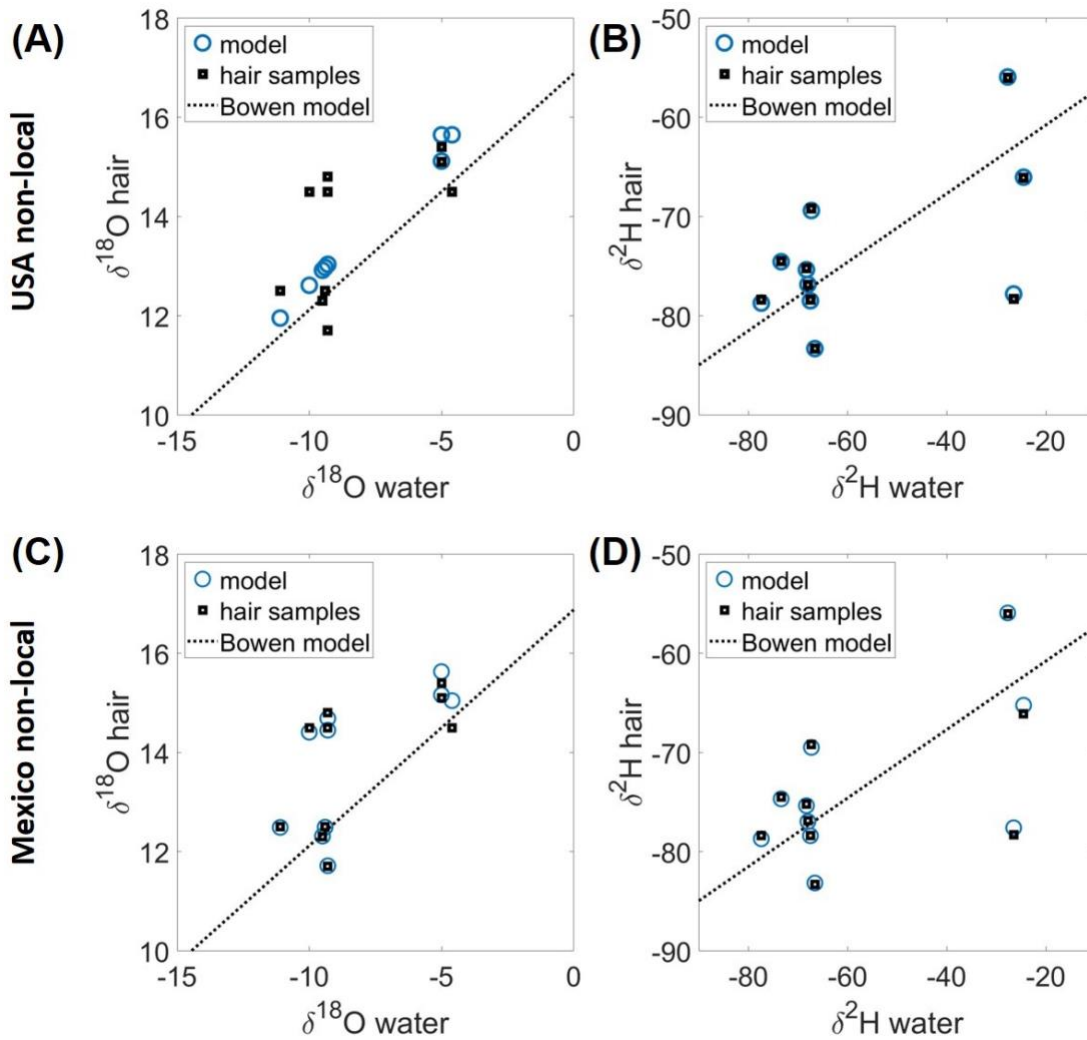 (A)
USA non-local
18
16
14
12
10
δ18O hair
model
hair samples
Bowen model
-15
-10
-5
0
δ18O water
(B)
-50
-60
-70
-80
-90
δ2H hair
model
hair samples
Bowen model
-80
-60
-40
-20
δ2H water
(C)
Mexico non-local
18
16
14
12
10
δ18O hair
model
hair samples
Bowen model
-15
-10
-5
0
δ18O water
(D)
-50
-60
-70
-80
-90
δ2H hair
model
hair samples
Bowen model
-80
-60
-40
-20
δ2H water